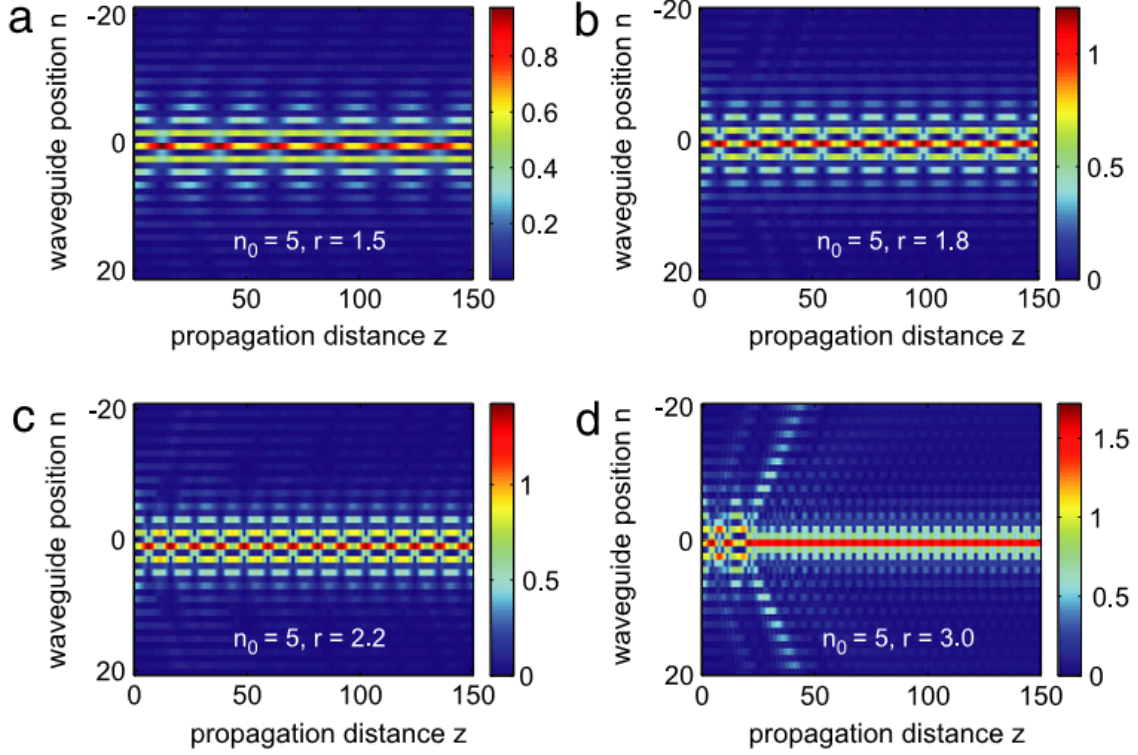 a
waveguide position n
-20
0
20
50
100
150
propagation distance z
n₀ = 5, r = 1.5
0.8
0.6
0.4
0.2
b
waveguide position n
-20
0
20
0
50
100
150
propagation distance z
n₀ = 5, r = 1.8
1
0.5
0
c
waveguide position n
-20
0
20
0
50
100
150
propagation distance z
n₀ = 5, r = 2.2
1
0.5
0
d
waveguide position n
-20
0
20
0
50
100
150
propagation distance z
n₀ = 5, r = 3.0
1.5
1
0.5
0